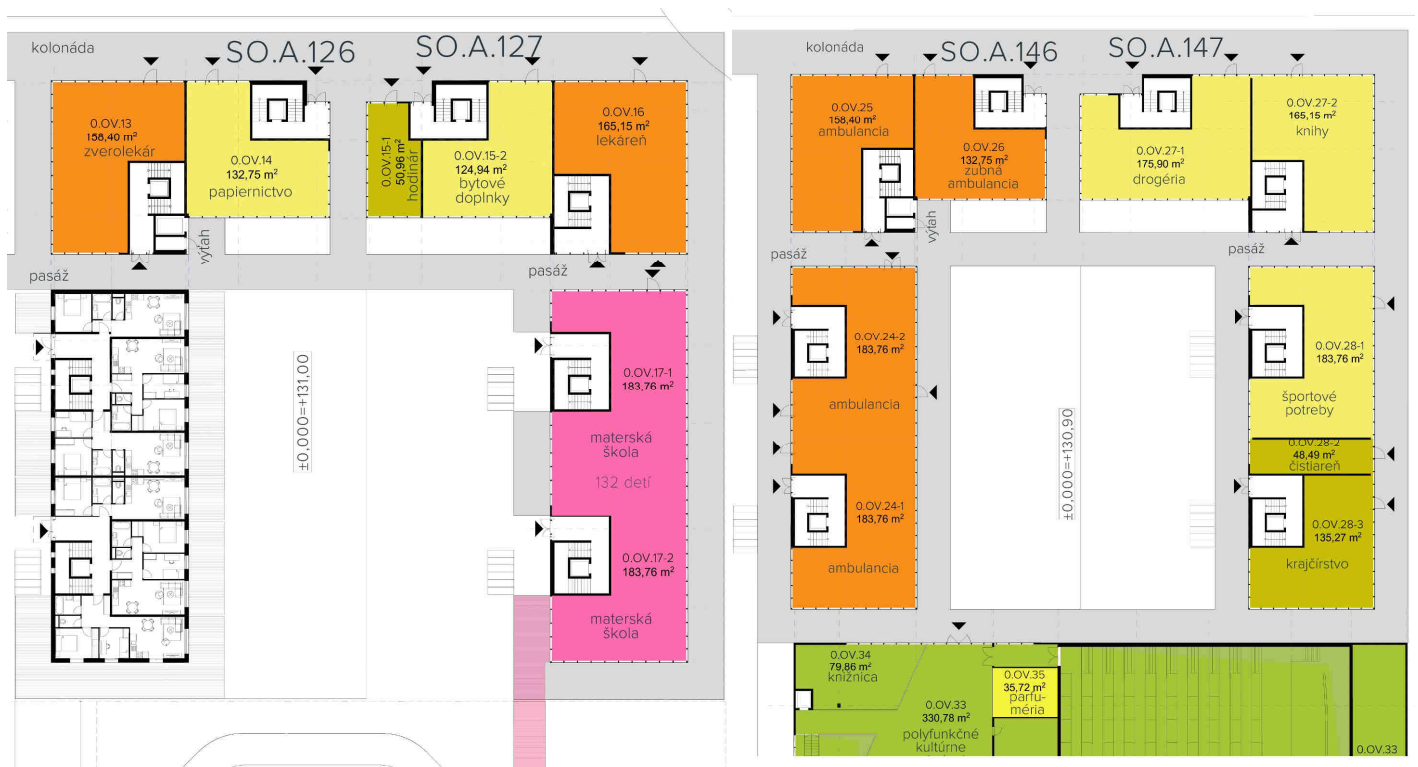 kolonáda
SO.A.126
SO.A.127
0.OV.13
158,40 m²
zverolekár
0.OV.14
132,75 m²
papiernictvo
0.OV.15-1
50,96 m²
hodinár
0.OV.15-2
124,94 m²
bytové
doplnky
0.OV.16
165,15 m²
lekáreň
výťah
pasáž
pasáž
±0,000=+131,00
0.OV.17-1
183,76 m²
materská
škola
132 detí
0.OV.17-2
183,76 m²
materská
škola
kolonáda
SO.A.146
SO.A.147
0.OV.25
158,40 m²
ambulancia
0.OV.26
132,75 m²
zubná
ambulancia
0.OV.27-1
175,90 m²
drogéria
0.OV.27-2
165,15 m²
knihy
výťah
pasáž
pasáž
0.OV.24-2
183,76 m²
ambulancia
0.OV.24-1
183,76 m²
ambulancia
±0,000=+130,90
0.OV.28-1
183,76 m²
športové
potreby
0.OV.28-2
48,49 m²
čistiareň
0.OV.28-3
135,27 m²
krajčírstvo
0.OV.34
79,86 m²
knižnica
0.OV.33
330,78 m²
polyfunkčné
kultúrne
0.OV.35
35,72 m²
parfu-
méria
0.OV.33